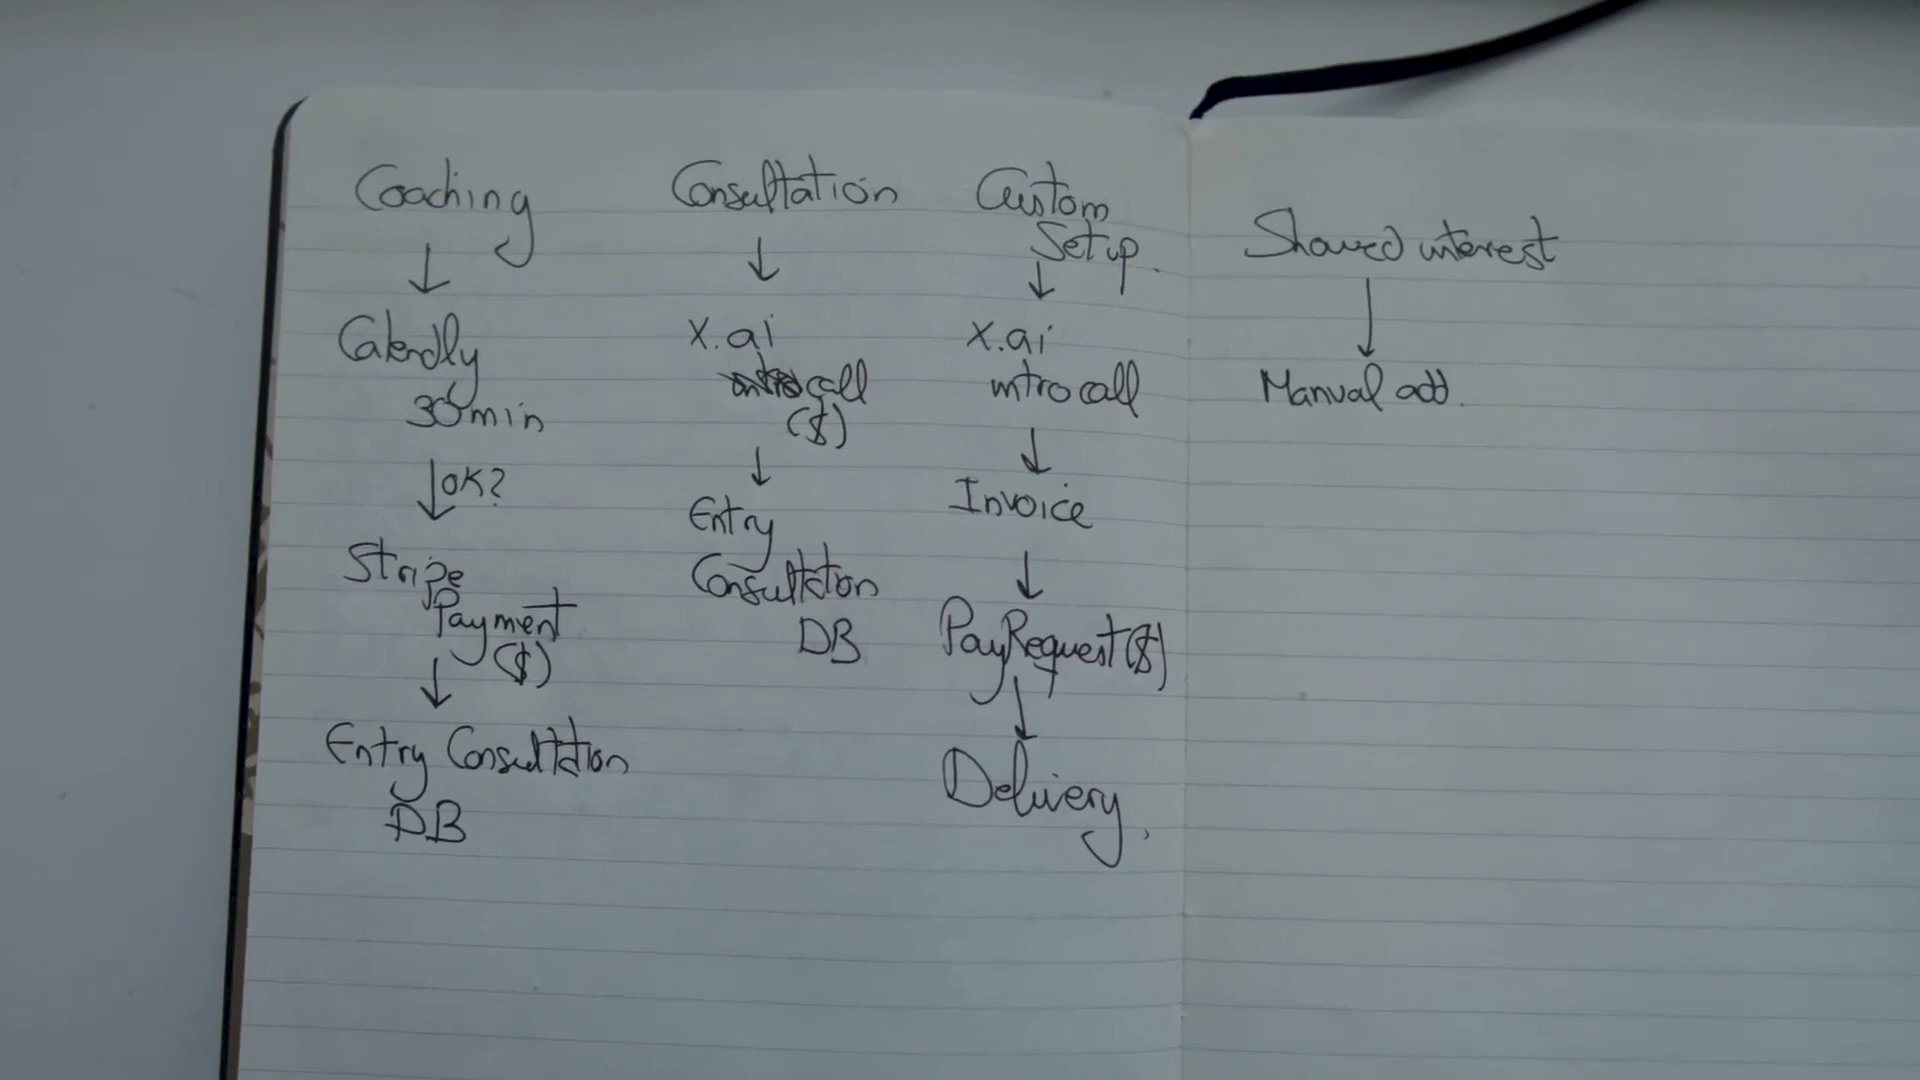 Coaching
↓
Calendly
30min
↓ OK?
Stripe
Payment
($)
↓
Entry Consultation
DB
Consultation
↓
x.ai
call
($)
↓
Entry
Consultation
DB
Custom
Setup.
↓
x.ai
intro call
↓
Invoice
↓
PayRequest($)
↓
Delivery.
Shared interest
↓
Manual add.